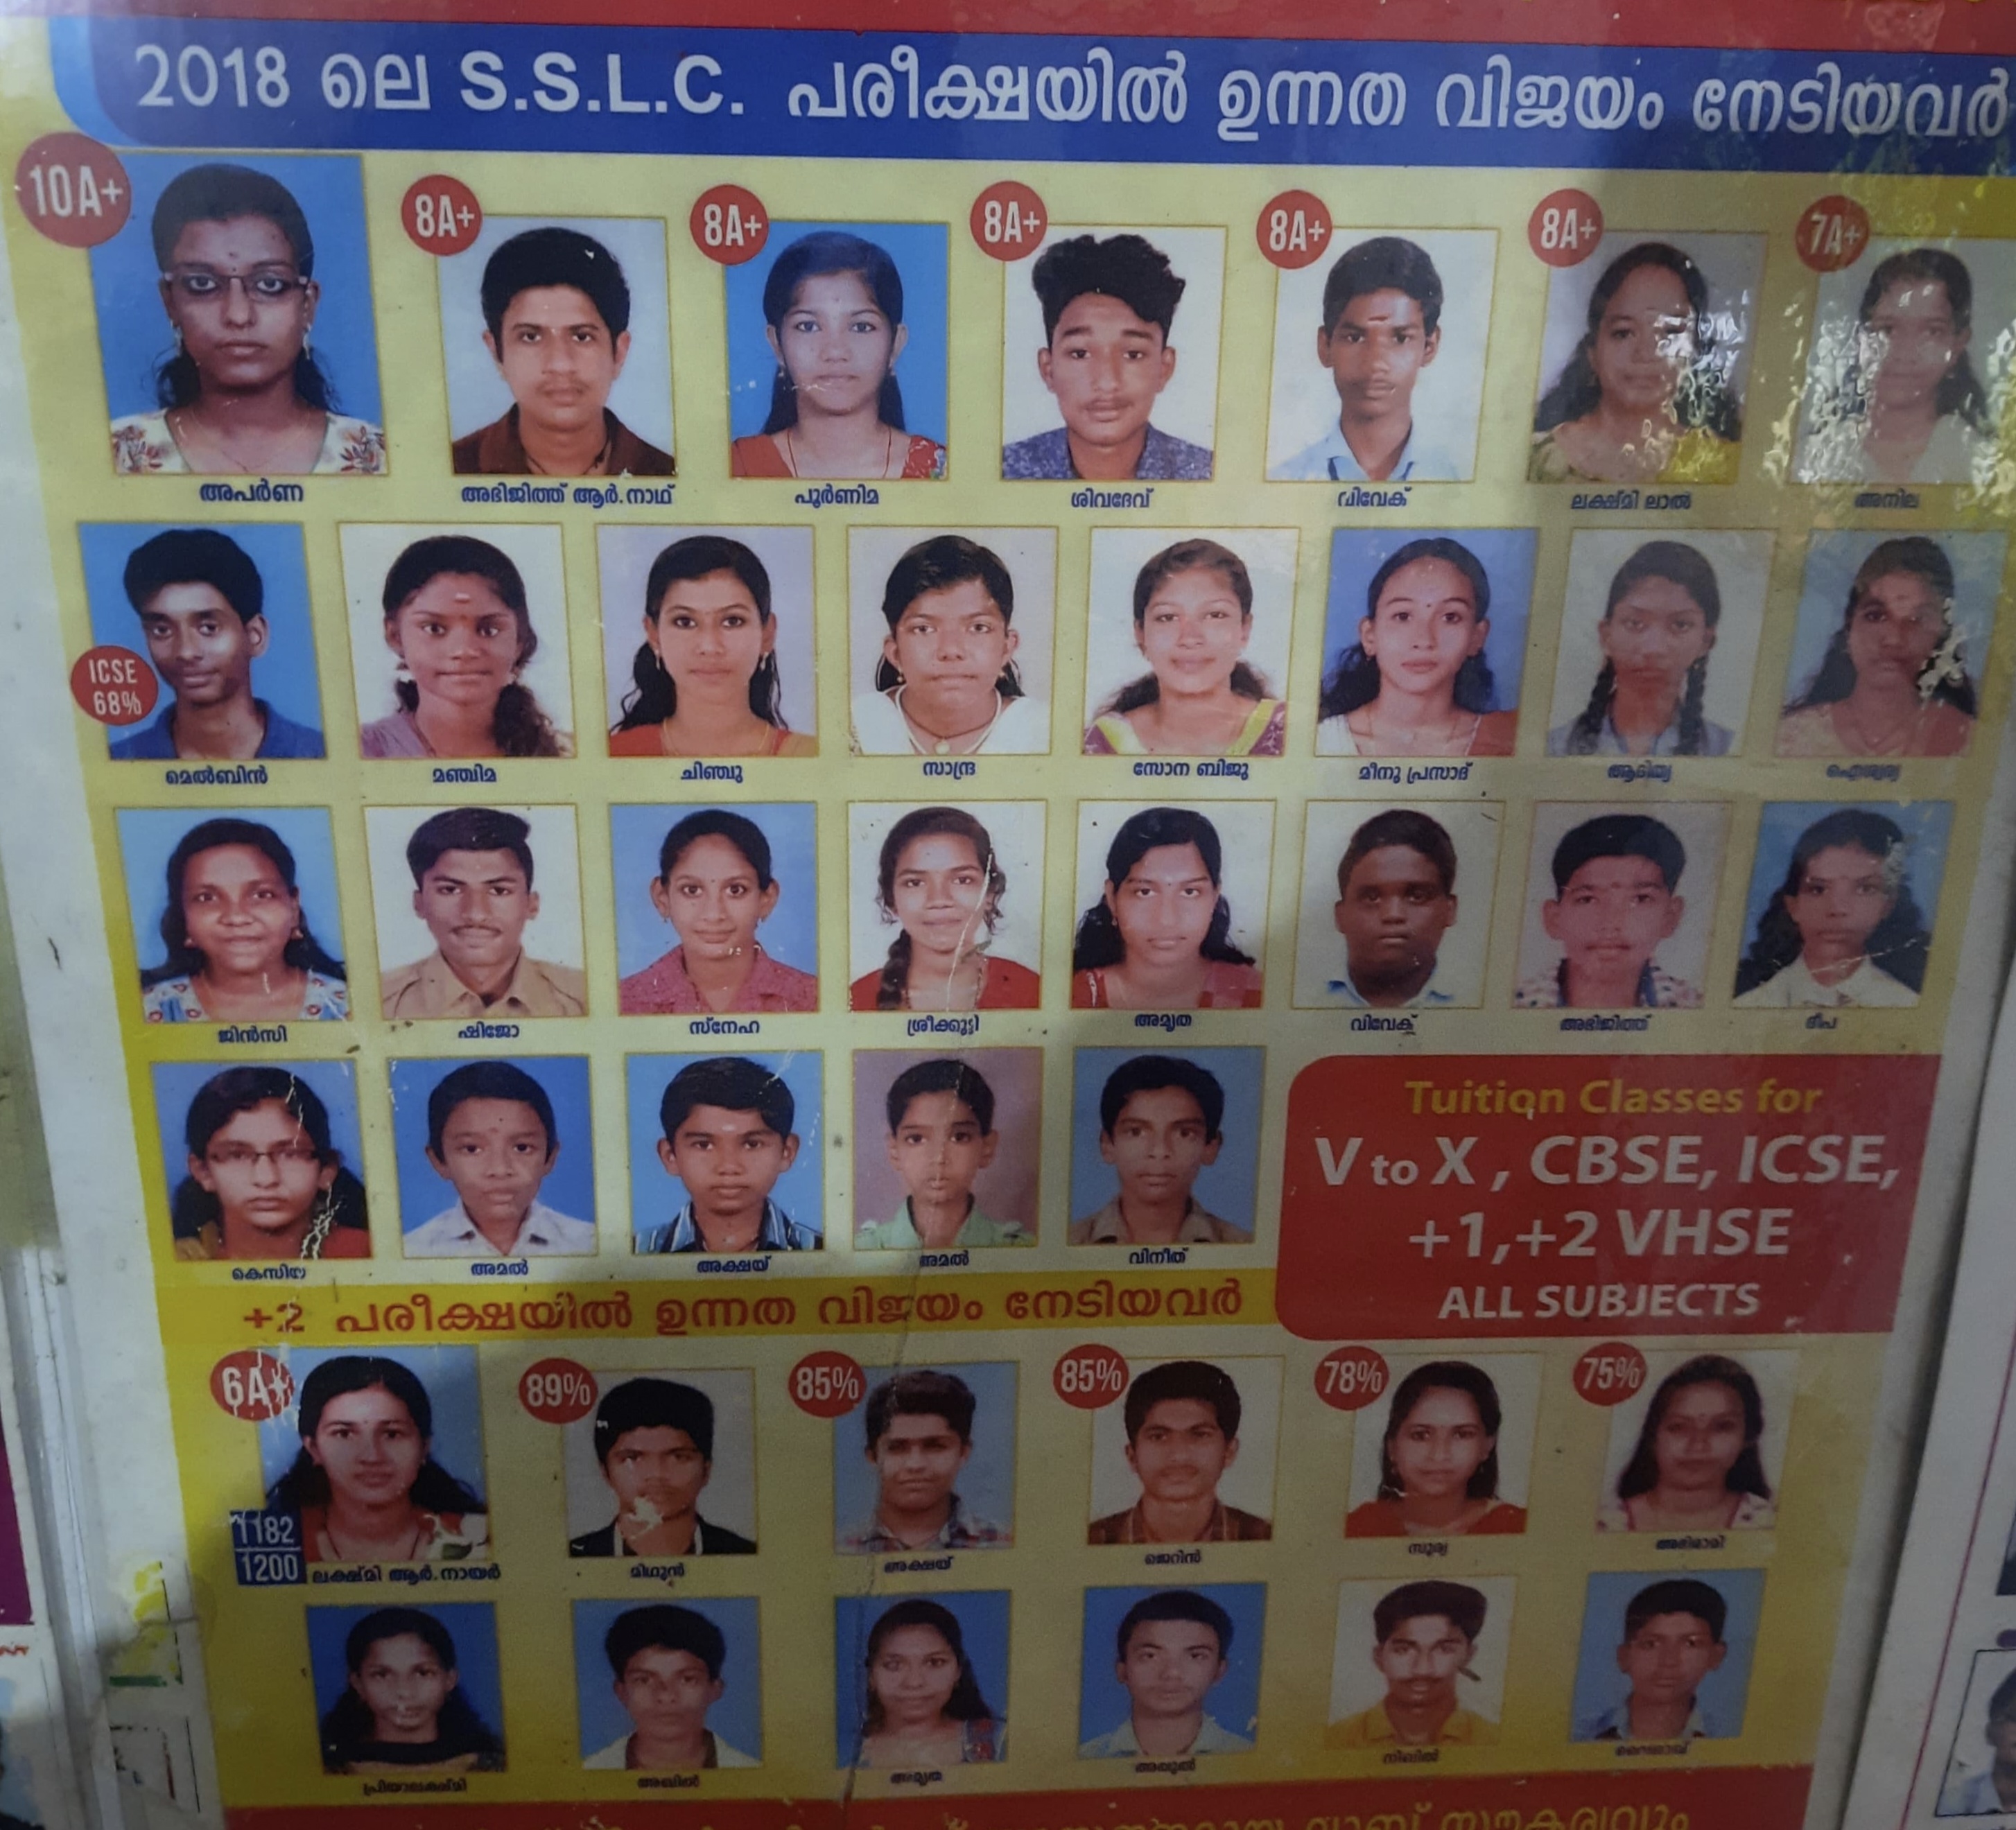 2018 ലെ S.S.L.C. പരീക്ഷയിൽ ഉന്നത വിജയം നേടിയവർ
10A+ 8A+ 8A+ 8A+ 8A+ 8A+ 7A+
അപർണ അഭിജിത്ത് ആർ.നാഥ് പൂർണിമ ശിവദേവ് വിവേക് ലക്ഷ്മി ലാൽ അനില
ICSE
68%
മെൽബിൻ മഞ്ചിമ ചിഞ്ചു സാന്ദ്ര സോന ബിജു മീനു പ്രസാദ് ആദിത്യ ഐശ്വര്യ
ജിൻസി ഷിജോ സ്നേഹ ശ്രീക്കുട്ടി അമൃത വിവേക് അഭിജിത്ത് ദീപ
കെസിയ അമൽ അക്ഷയ് അമൽ വിനീത്
Tuition Classes for
V to X , CBSE, ICSE,
+1,+2 VHSE
ALL SUBJECTS
+2 പരീക്ഷയിൽ ഉന്നത വിജയം നേടിയവർ
6A+ 89% 85% 85% 78% 75%
1182
1200
ലക്ഷ്മി ആർ.നായർ മിഥുൻ അക്ഷയ് ജെറിൻ സൂര്യ അഭിരാമി
പ്രിയാലക്ഷ്മി അഖിൽ അമൃത അതുൽ നിഖിൽ